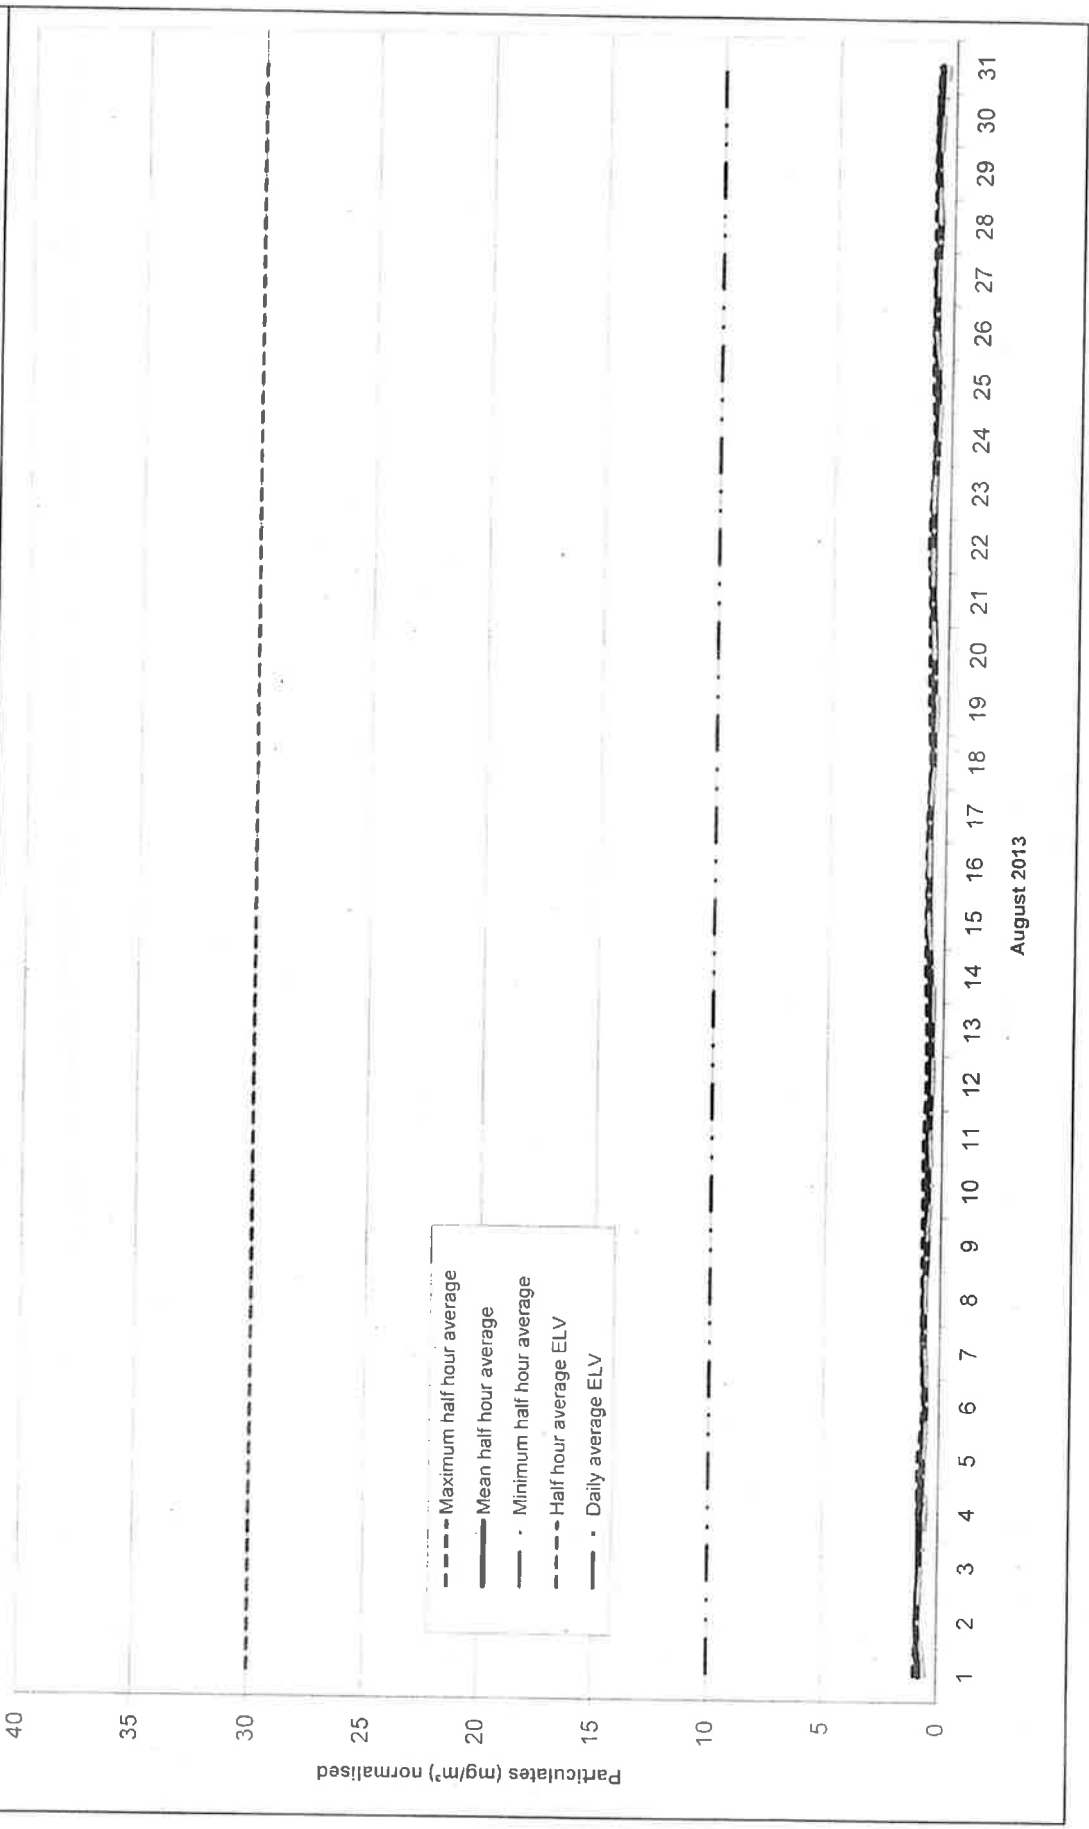 40
35
30
25
20
15
10
5
0
Particulates (mg/m³) normalised
Maximum half hour average
Mean half hour average
Minimum half hour average
Half hour average ELV
Daily average ELV
1 2 3 4 5 6 7 8 9 10 11 12 13 14 15 16 17 18 19 20 21 22 23 24 25 26 27 28 29 30 31
August 2013